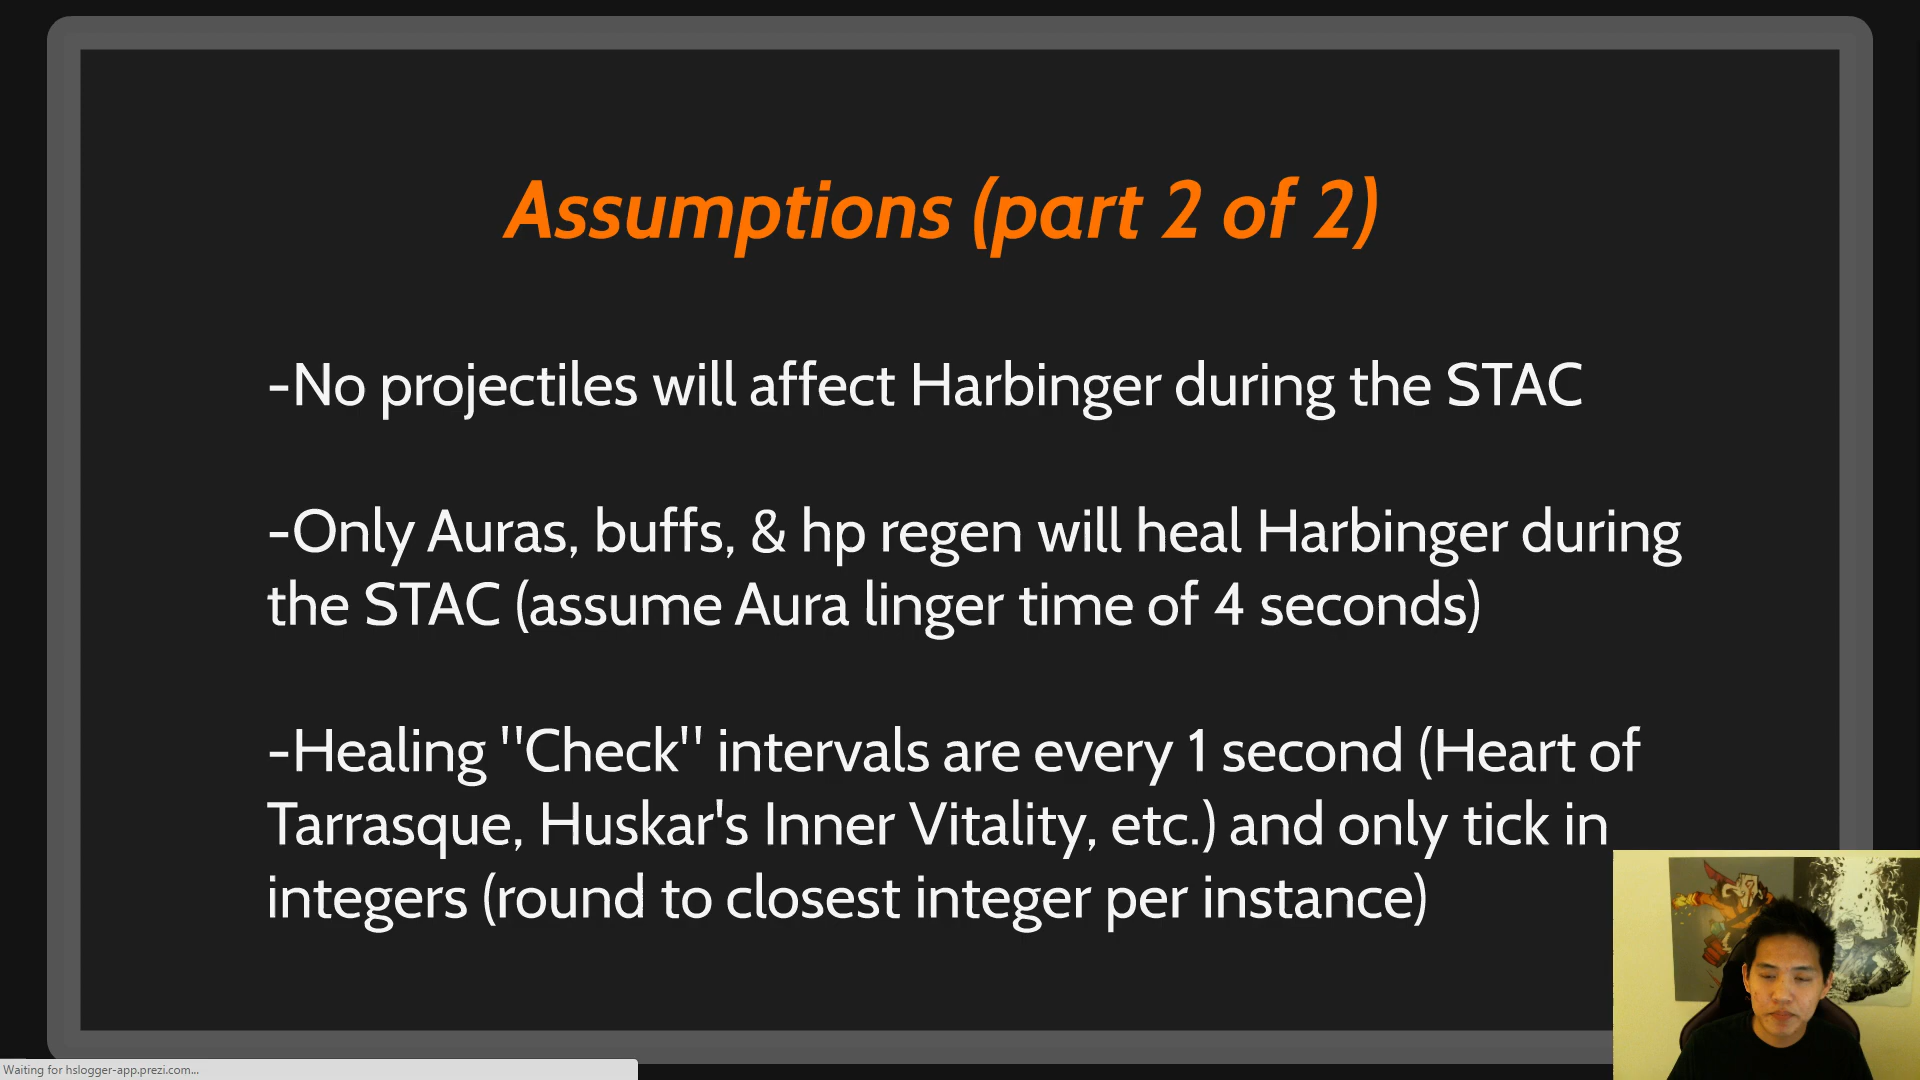 Assumptions (part 2 of 2)
-No projectiles will affect Harbinger during the STAC
-Only Auras, buffs, & hp regen will heal Harbinger during
the STAC (assume Aura linger time of 4 seconds)
-Healing "Check" intervals are every 1 second (Heart of
Tarrasque, Huskar's Inner Vitality, etc.) and only tick in
integers (round to closest integer per instance)
Waiting for hslogger-app.prezi.com...